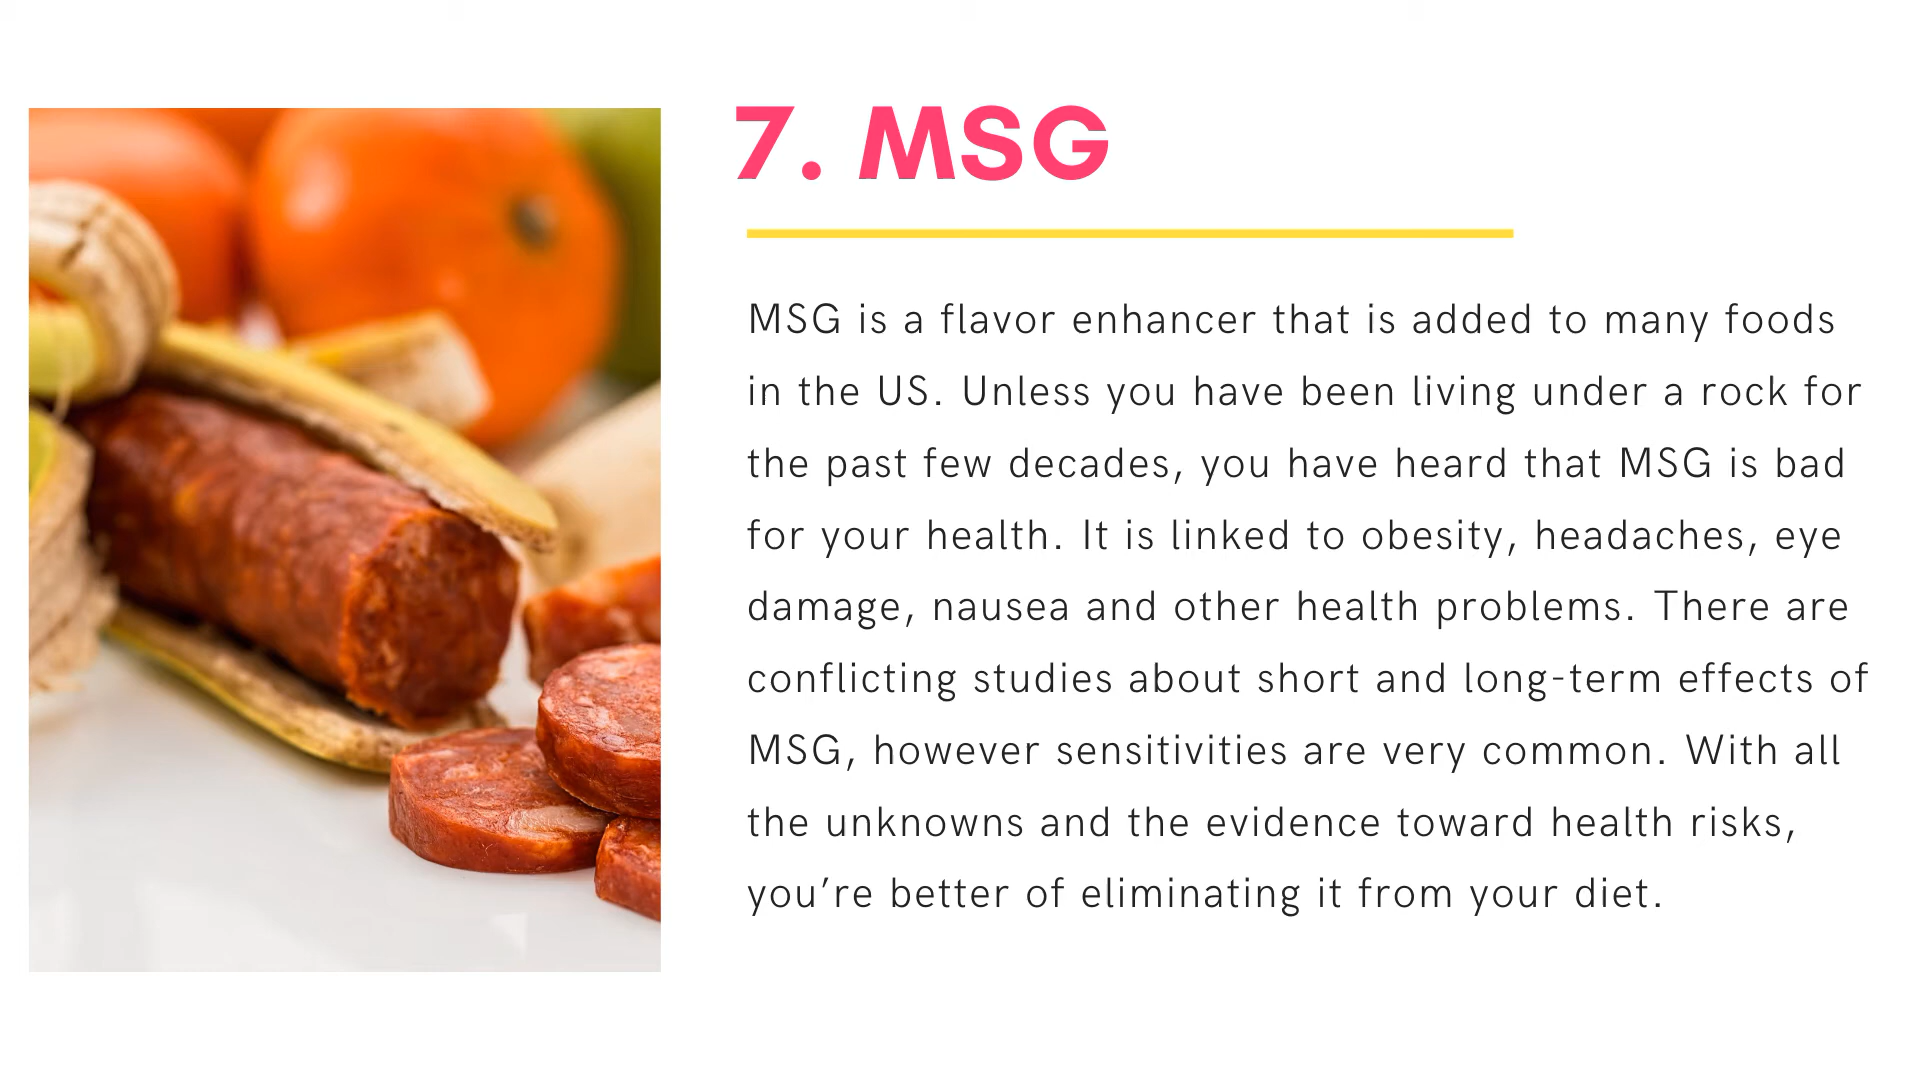 7. MSG
MSG is a flavor enhancer that is added to many foods
in the US. Unless you have been living under a rock for
the past few decades, you have heard that MSG is bad
for your health. It is linked to obesity, headaches, eye
damage, nausea and other health problems. There are
conflicting studies about short and long-term effects of
MSG, however sensitivities are very common. With all
the unknowns and the evidence toward health risks,
you’re better of eliminating it from your diet.